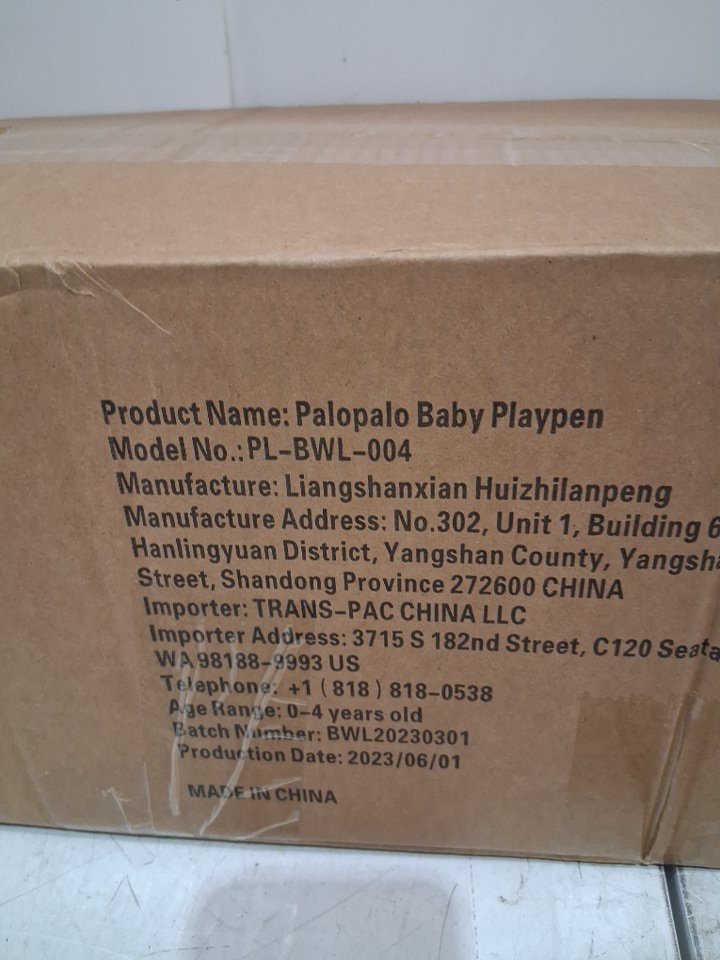 Product Name: Palopalo Baby Playpen
Model No.: PL-BWL-004
Manufacture: Liangshanxian Huizhilanpeng
Manufacture Address: No.302, Unit 1, Building 6
Hanlingyuan District, Yangshan County,
Street, Shandong Province 272600 CHINA
Importer: TRANS-PAC CHINA LLC
Importer Address: 3715 S 182nd Street, C120
WA 98188-9993 US
Telephone: +1 (818) 818-0538
Age Range: 0-4 years old
Batch Number: BWL20230301
Production Date: 2023/06/01
MADE IN CHINA